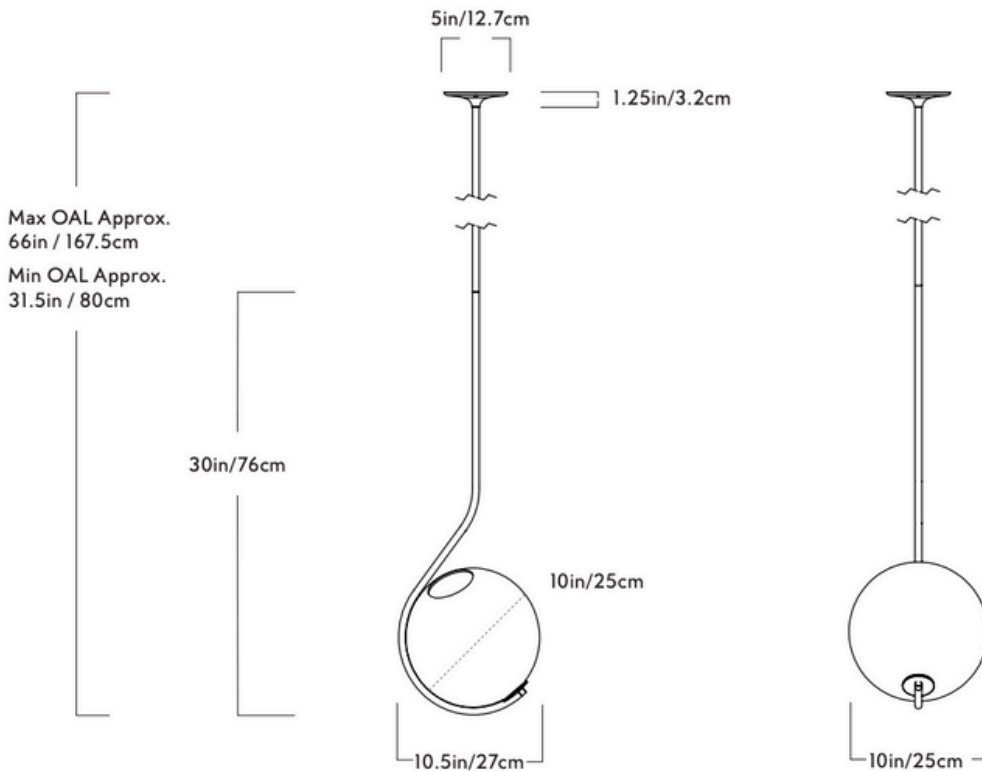 5in/12.7cm
1.25in/3.2cm
Max OAL Approx.
66in / 167.5cm
Min OAL Approx.
31.5in / 80cm
30in/76cm
10in/25cm
10.5in/27cm
10in/25cm